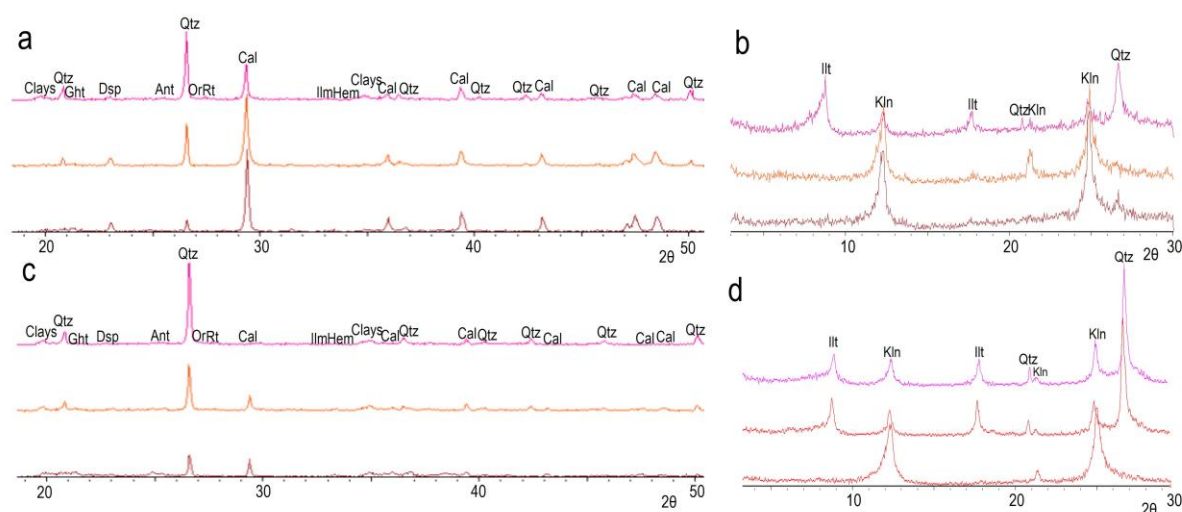 a
Qtz
Cal
Clays Qtz Ght Dsp Ant OrRt IlmHem Clays Cal Qtz Cal Qtz Qtz Cal Qtz Cal Cal Qtz
20 30 40 50
2θ
b
Ilt Kln Ilt Qtz Kln Kln Qtz
10 20 30
2θ
c
Qtz
Clays Qtz Ght Dsp Ant OrRt Cal IlmHem Clays Cal Qtz Cal Qtz Qtz Cal Qtz Cal Cal Qtz
20 30 40 50
2θ
d
Qtz
Ilt Kln Ilt Qtz Kln Kln
10 20 30
2θ